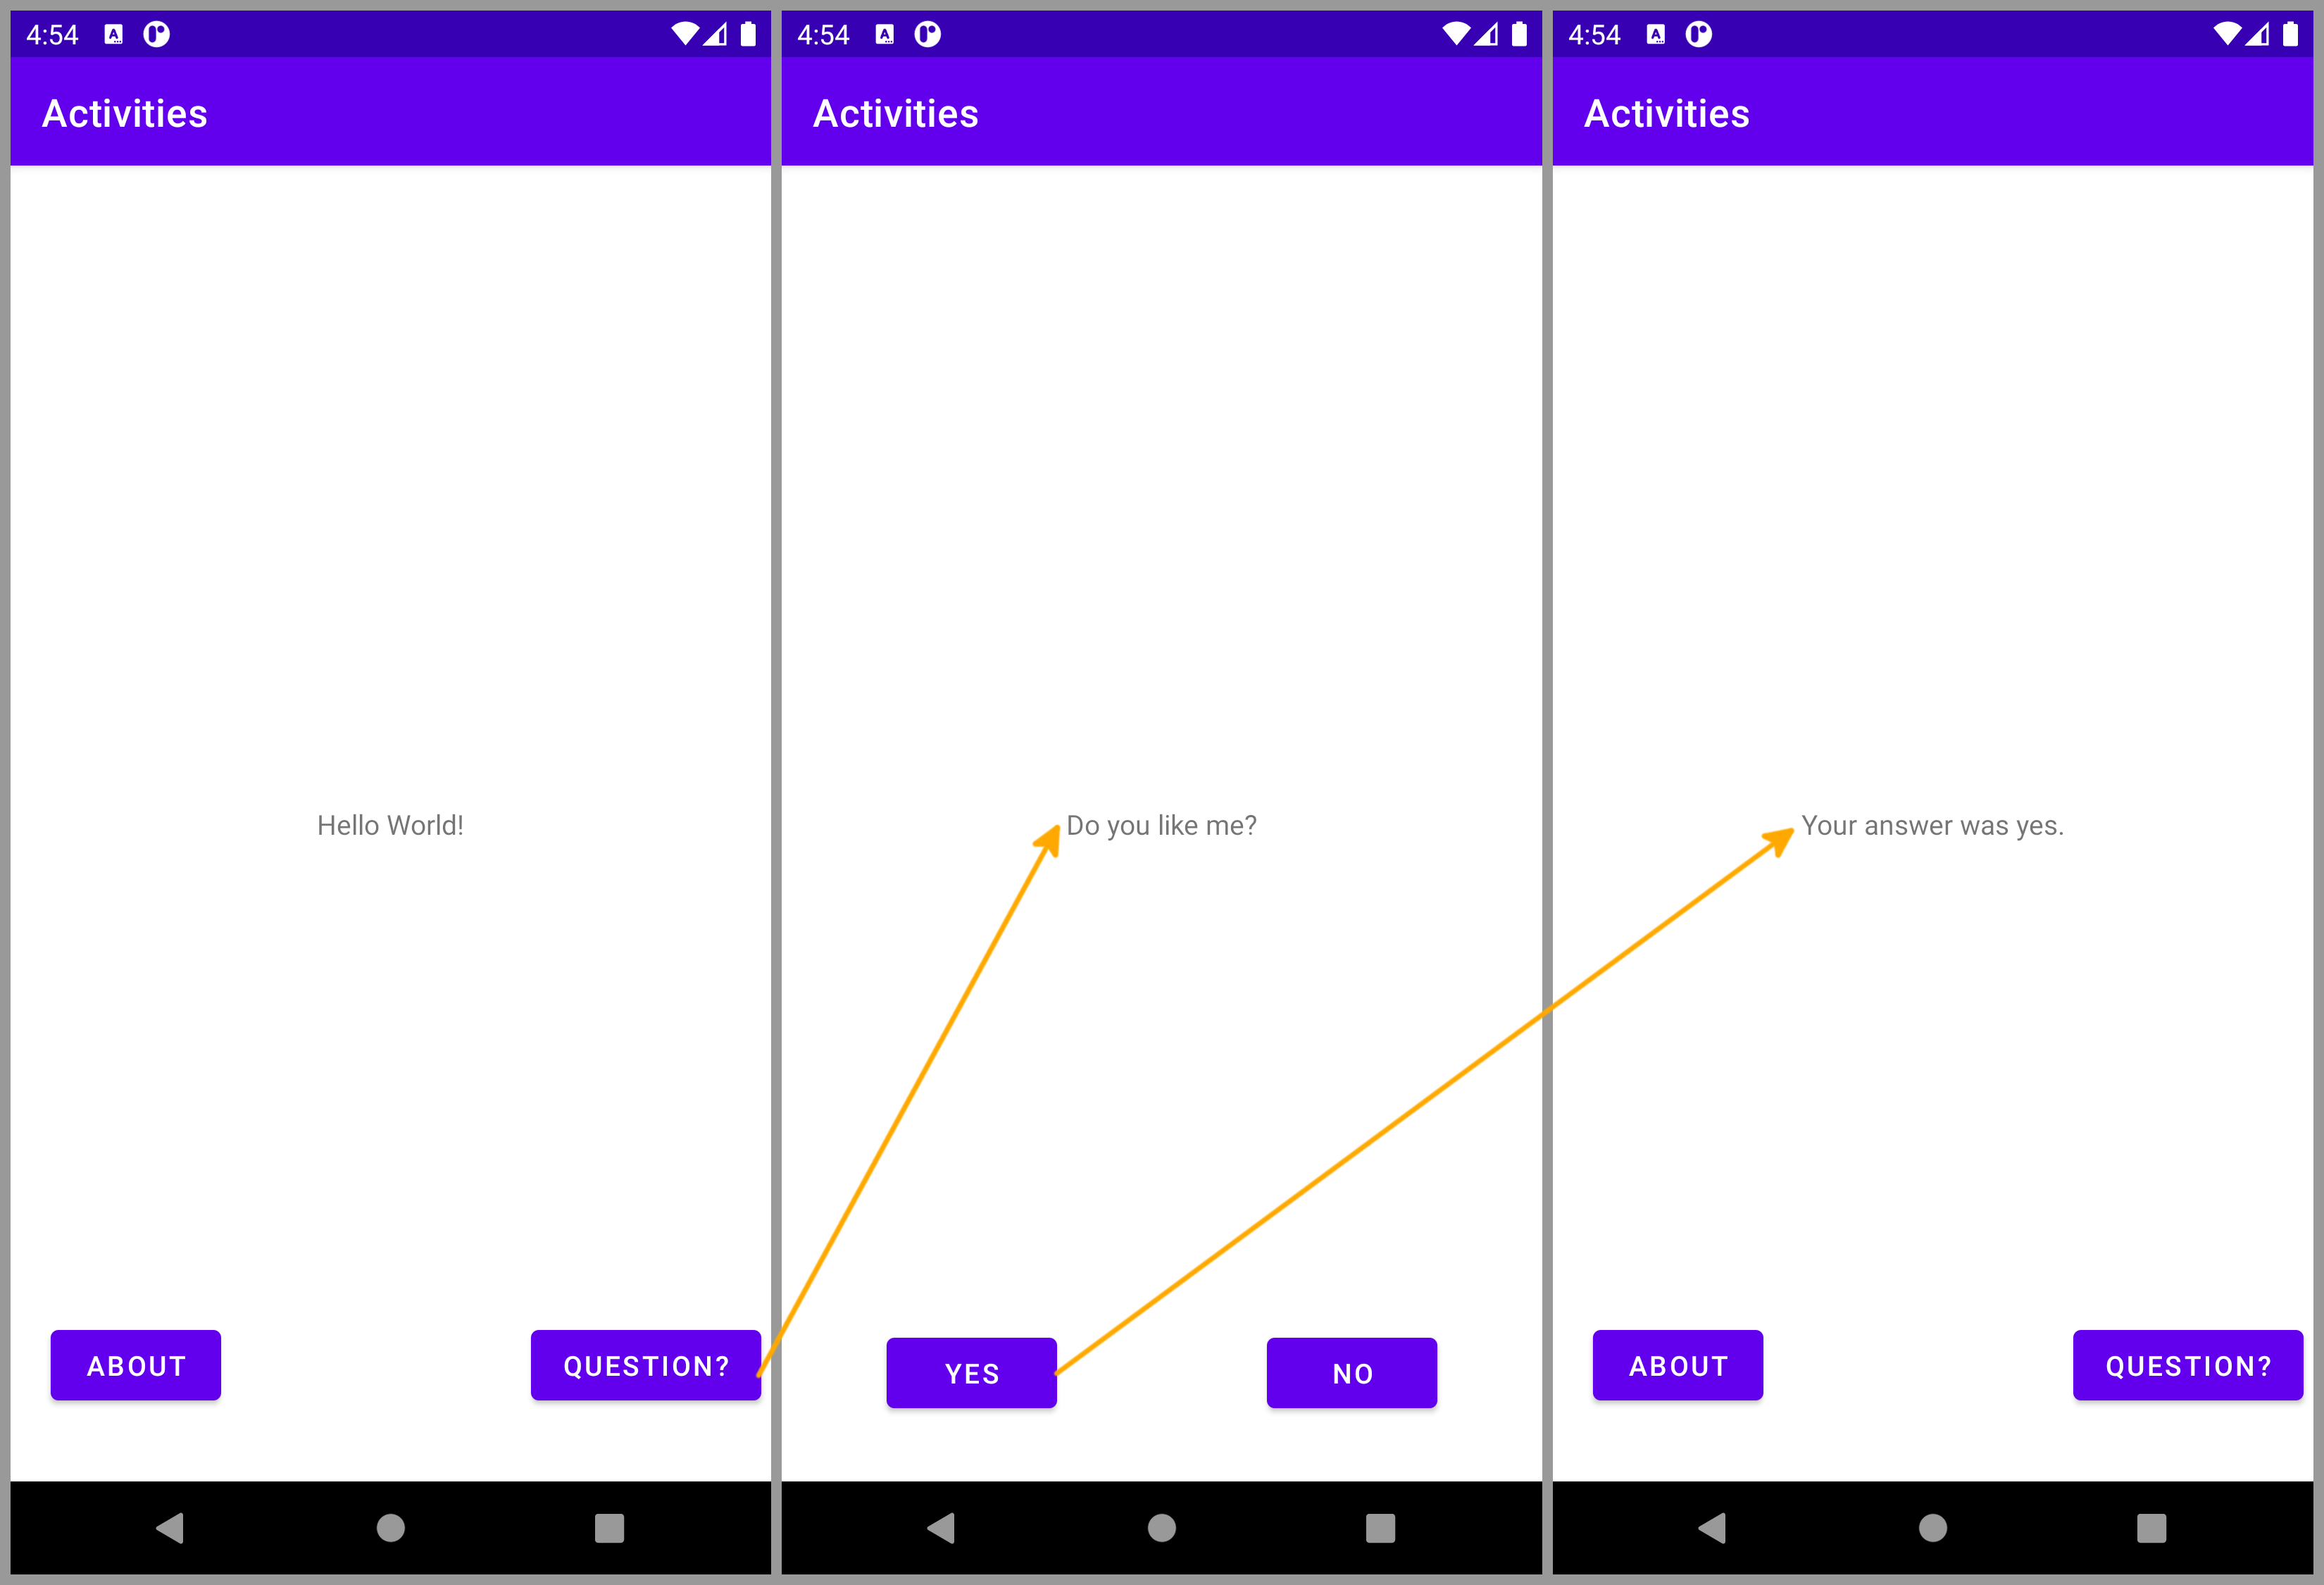 4:54
Activities
Hello World!
ABOUT
QUESTION?
4:54
Activities
Do you like me?
YES
NO
4:54
Activities
Your answer was yes.
ABOUT
QUESTION?